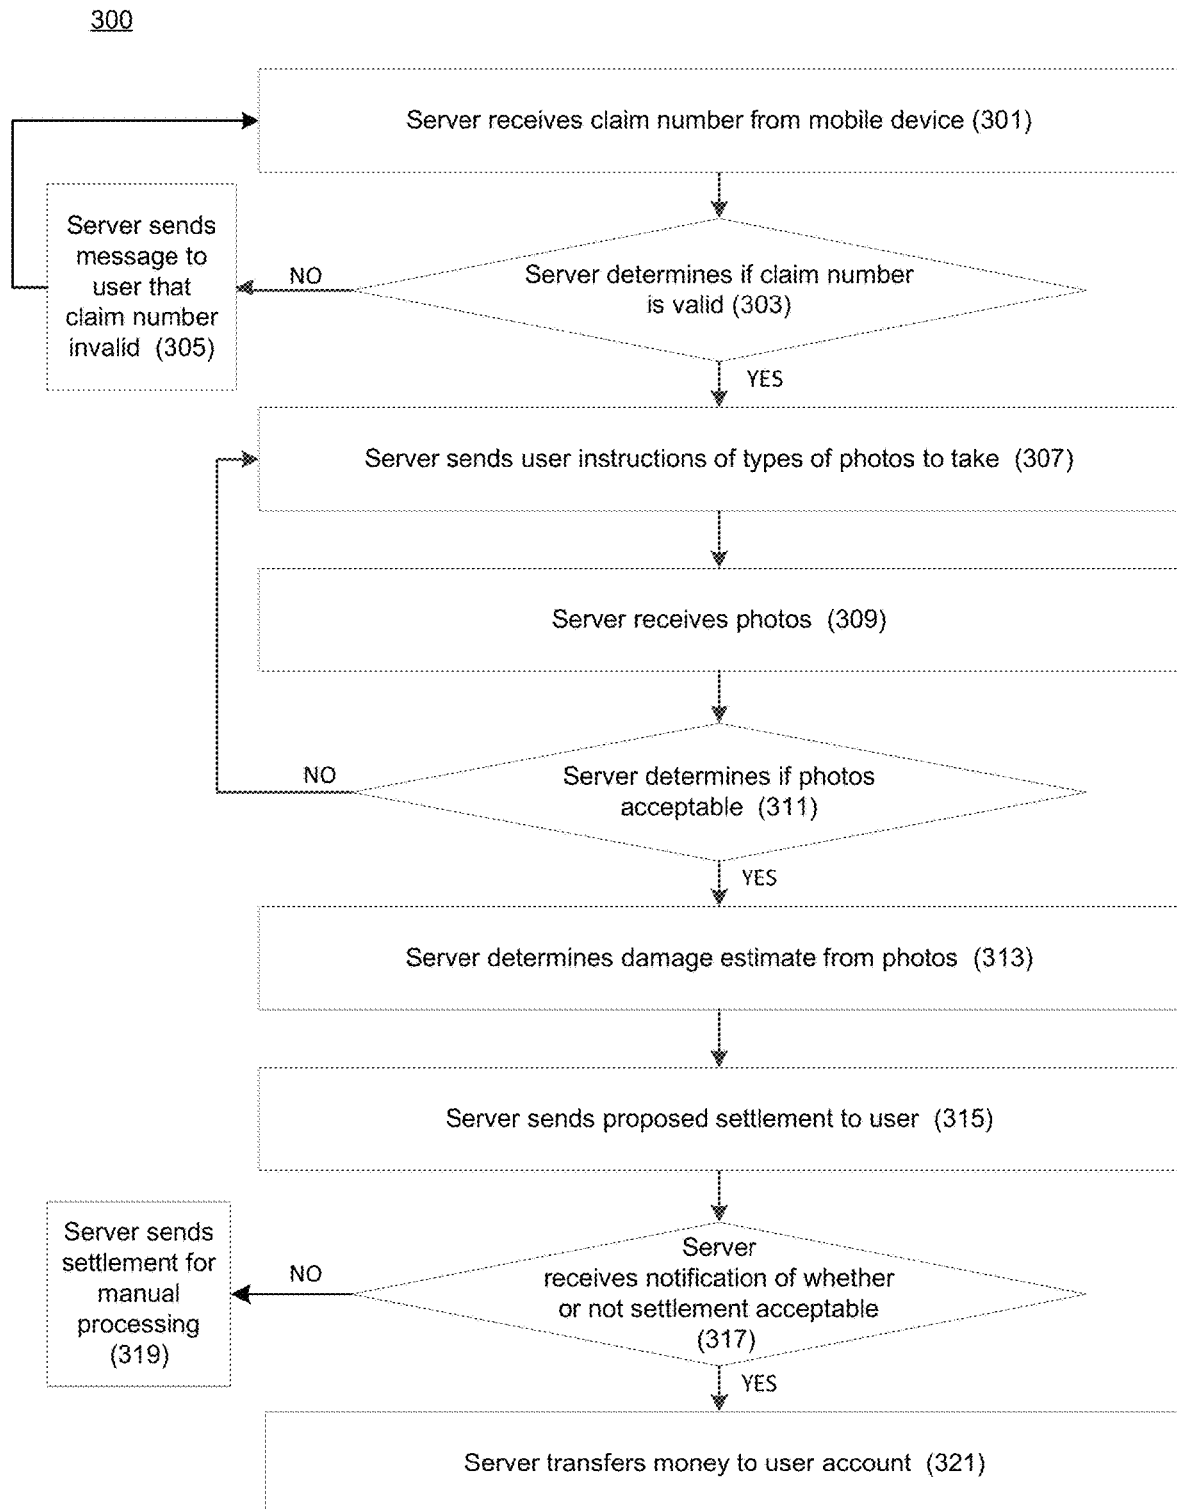 300
Server receives claim number from mobile device (301)
Server sends
message to
user that
claim number
invalid (305)
NO
Server determines if claim number
is valid (303)
YES
Server sends user instructions of types of photos to take (307)
Server receives photos (309)
NO
Server determines if photos
acceptable (311)
YES
Server determines damage estimate from photos (313)
Server sends proposed settlement to user (315)
Server sends
settlement for
manual
processing
(319)
NO
Server
receives notification of whether
or not settlement acceptable
(317)
YES
Server transfers money to user account (321)